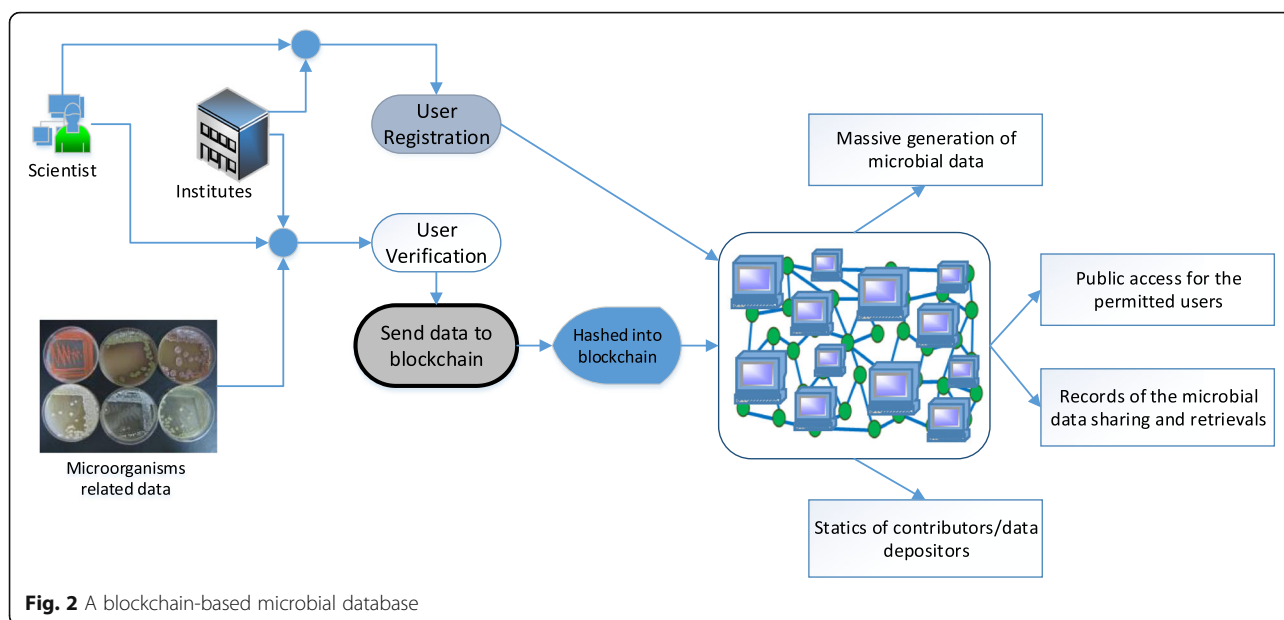 User
Registration
Scientist
Institutes
Massive generation of
microbial data
User
Verification
Public access for the
permitted users
Send data to
blockchain
Hashed into
blockchain
Records of the microbial
data sharing and retrievals
Microorganisms
related data
Statics of contributors/data
depositors
Fig. 2 A blockchain-based microbial database